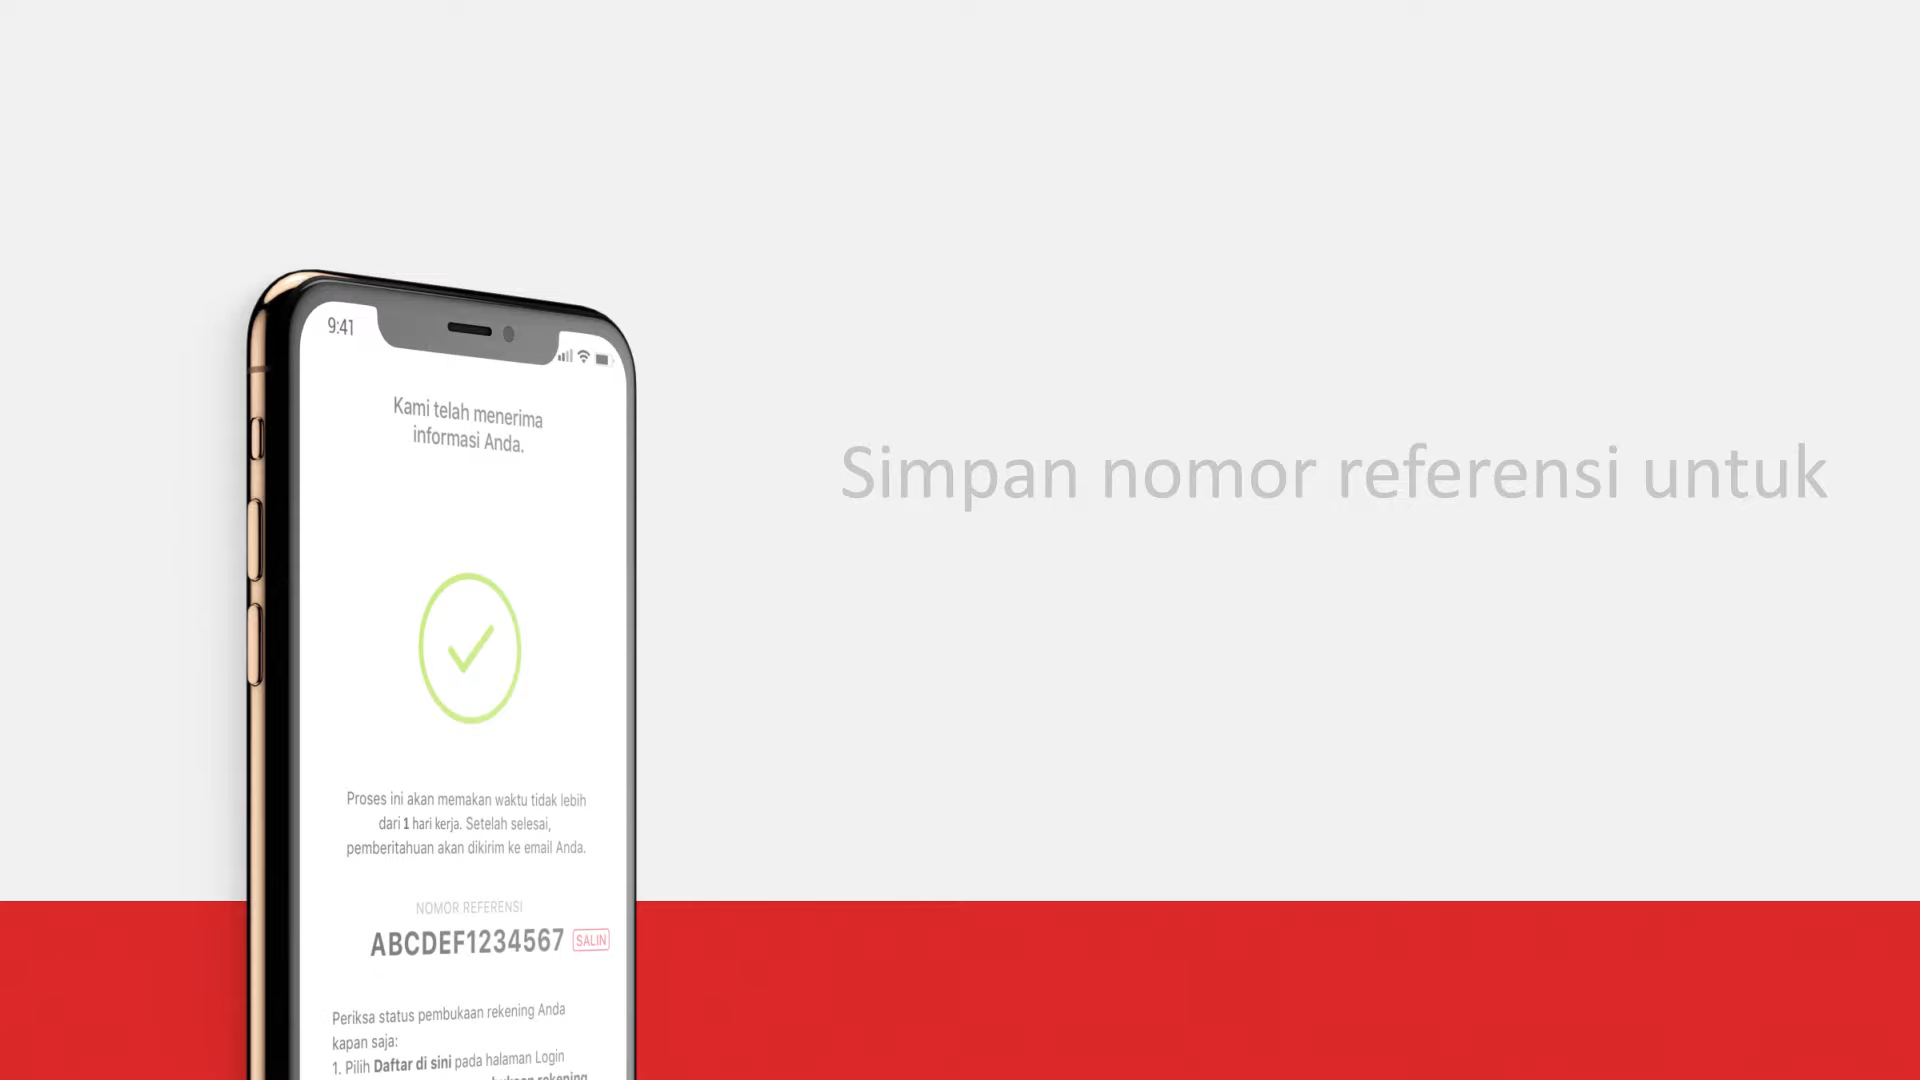 9:41
Kami telah menerima
informasi Anda.
Simpan nomor referensi untuk
Proses ini akan memakan waktu tidak lebih
dari 1 hari kerja. Setelah selesai,
pemberitahuan akan dikirim ke email Anda.
NOMOR REFERENSI
ABCDEF1234567 SALIN
Periksa status pembukaan rekening Anda
kapan saja:
1. Pilih Daftar di sini pada halaman Login
rekening